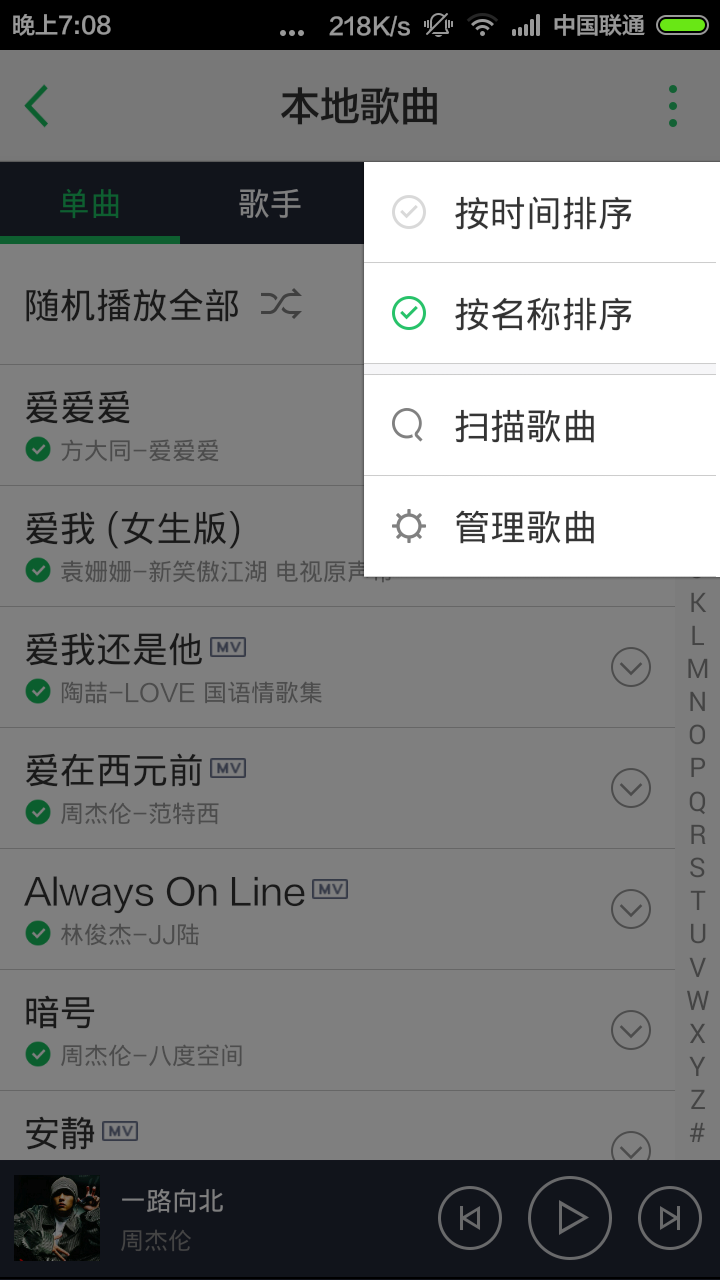 晚上7:08 ... 218K/s 中国联通
本地歌曲
单曲 歌手
按时间排序
按名称排序
扫描歌曲
管理歌曲
随机播放全部
爱爱爱
方大同-爱爱爱
爱我 (女生版)
袁姗姗-新笑傲江湖 电视原声
爱我还是他 MV
陶喆-LOVE 国语情歌集
爱在西元前 MV
周杰伦-范特西
Always On Line MV
林俊杰-JJ陆
暗号
周杰伦-八度空间
安静 MV
K
L
M
N
O
P
Q
R
S
T
U
V
W
X
Y
Z
#
一路向北
周杰伦